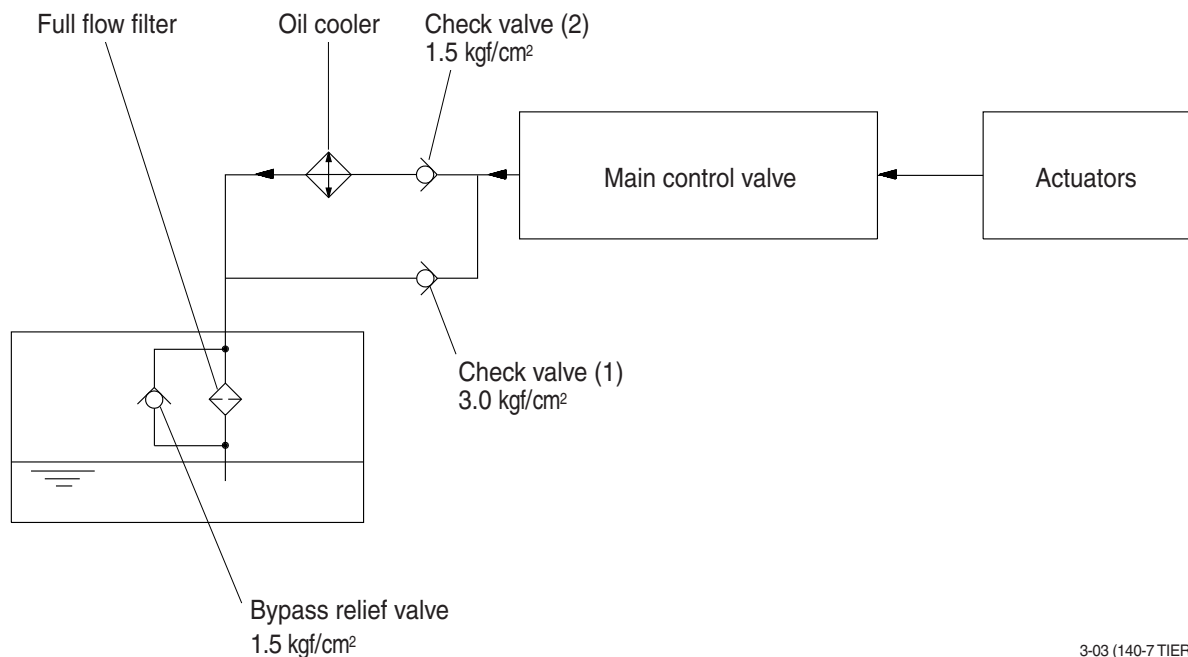 Full flow filter
Oil cooler
Check valve (2)
1.5 kgf/cm²
Main control valve
Actuators
Check valve (1)
3.0 kgf/cm²
Bypass relief valve
1.5 kgf/cm²
3-03 (140-7 TIER